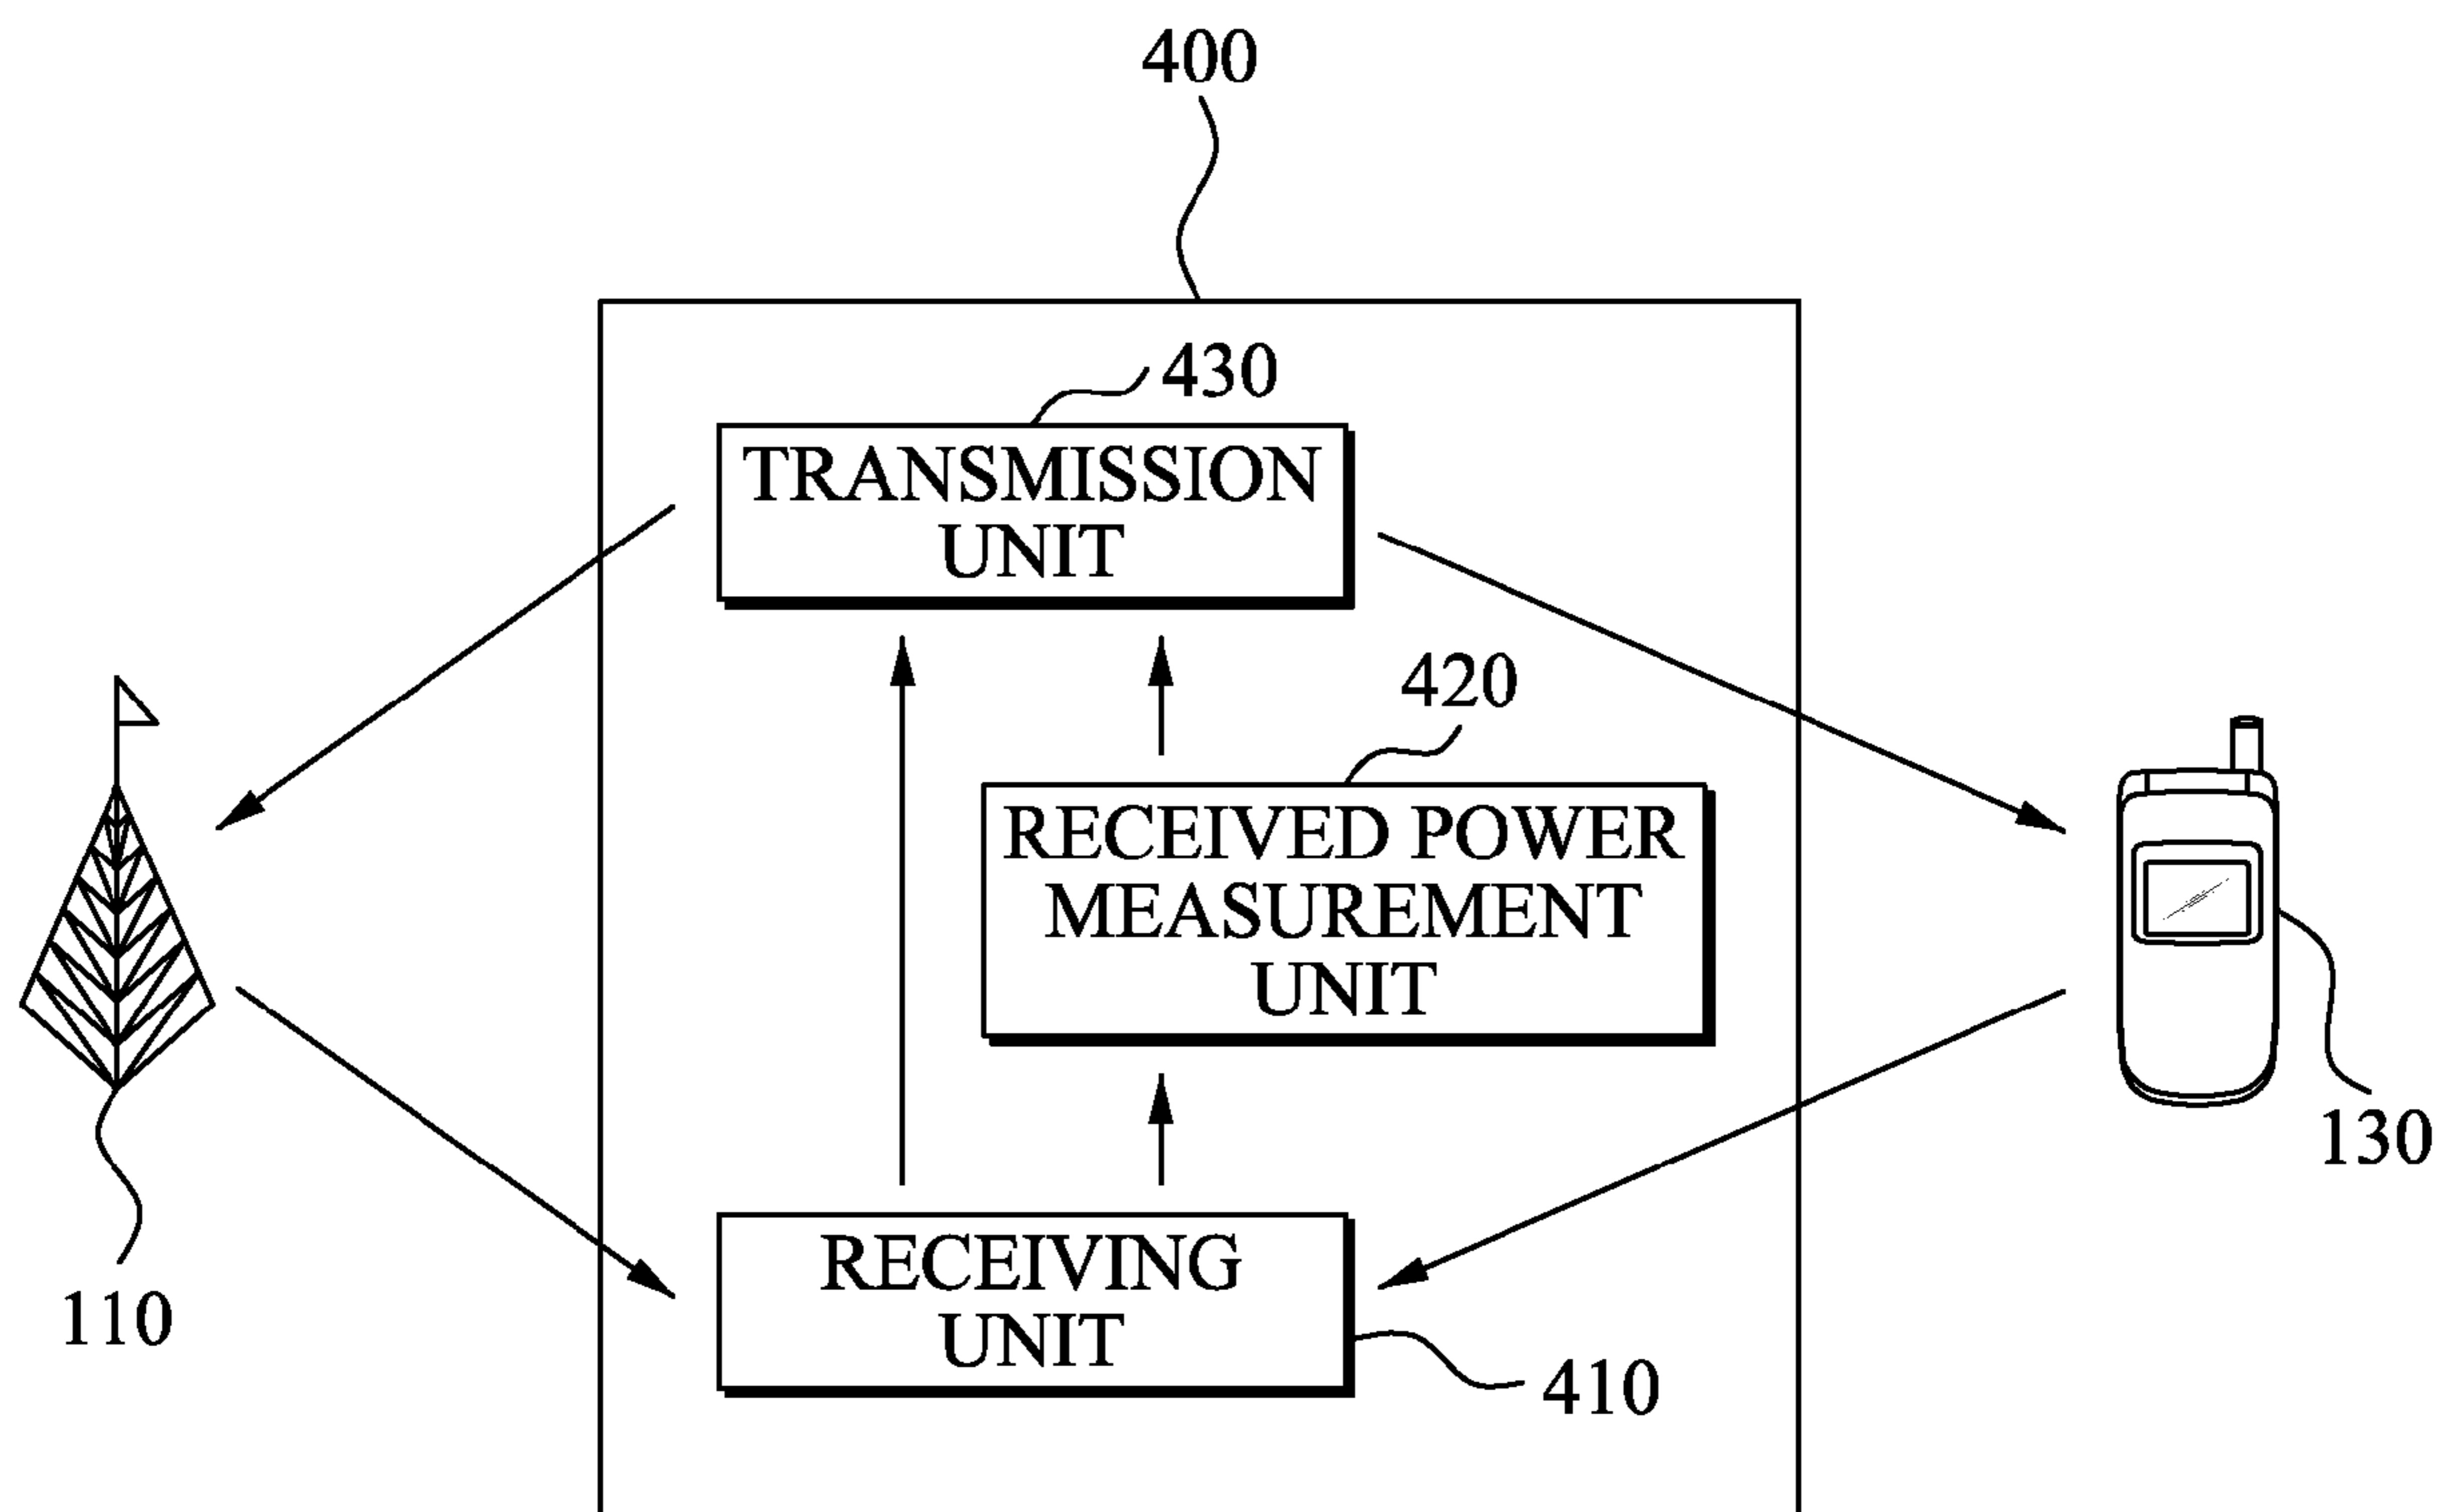 400
430
TRANSMISSION
UNIT
420
RECEIVED POWER
MEASUREMENT
UNIT
130
RECEIVING
UNIT
110
410